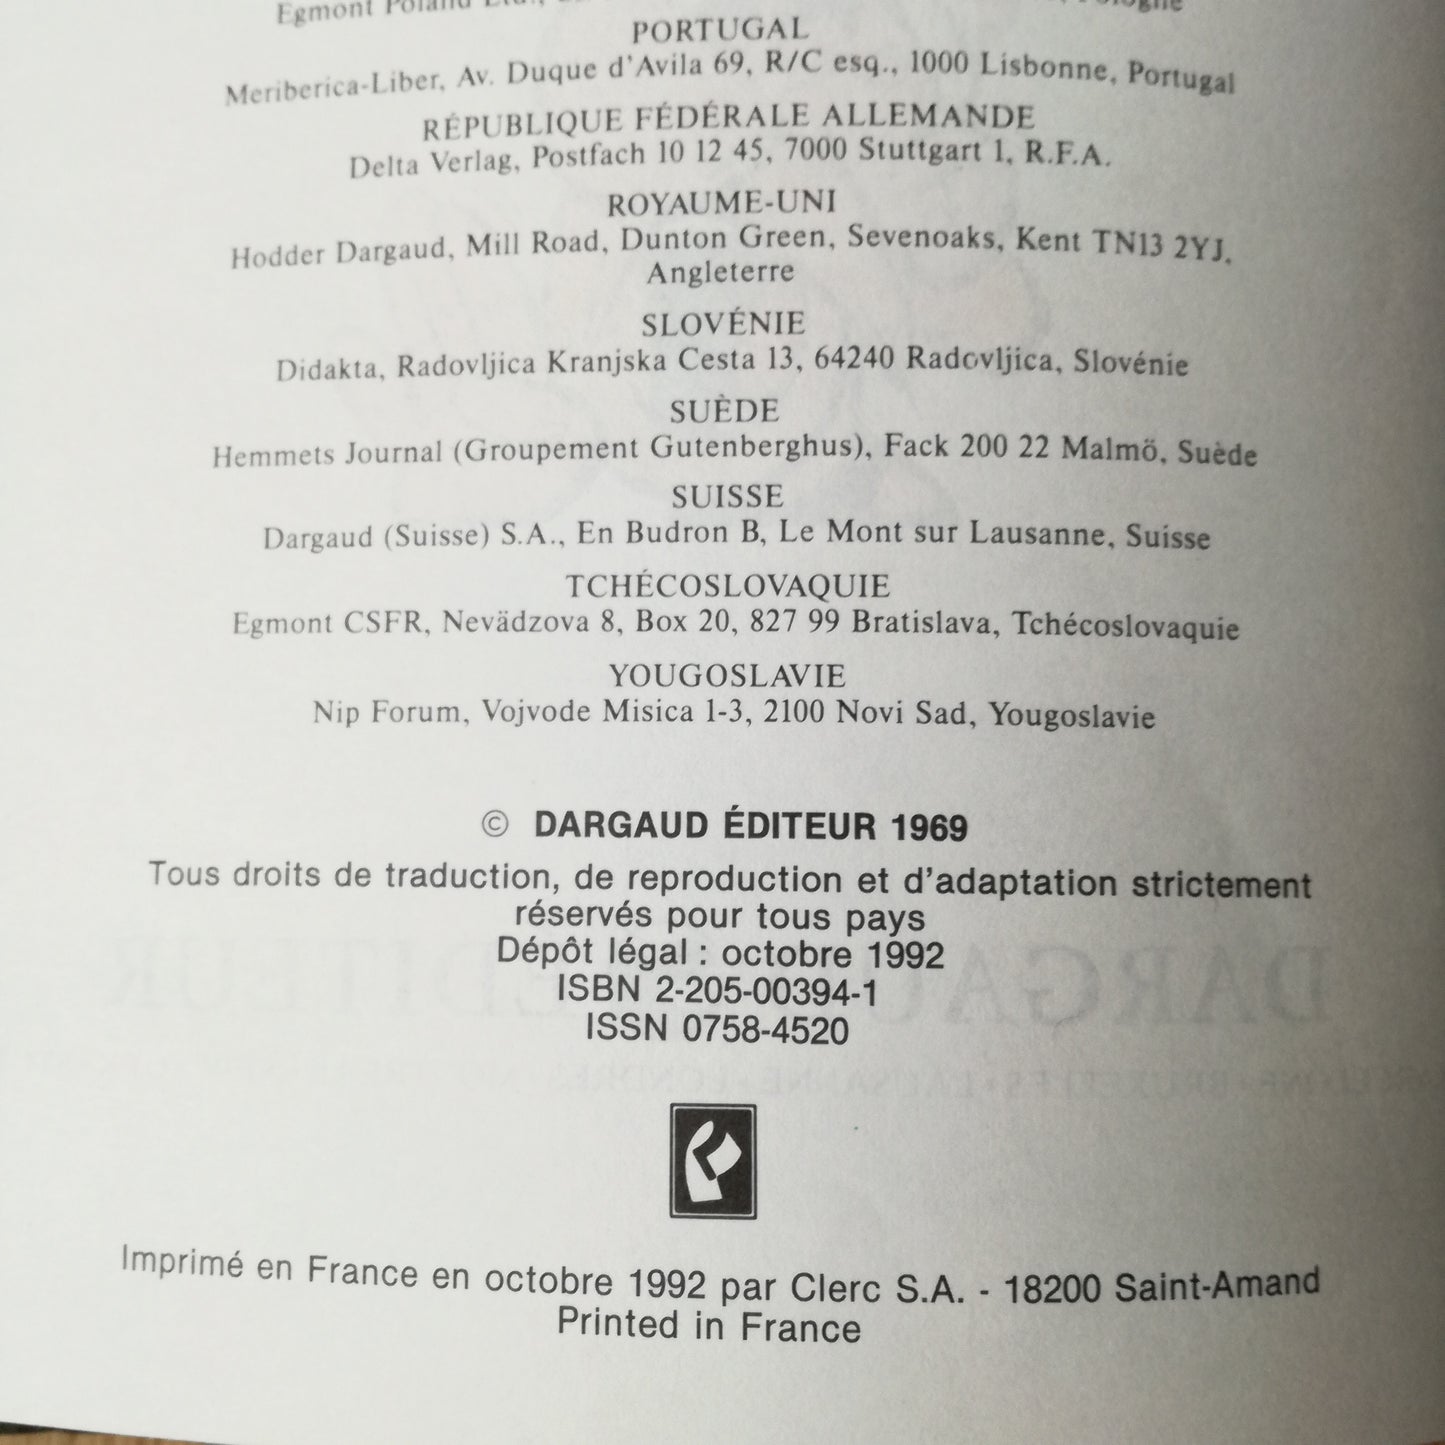 Egmont Poland
PORTUGAL
Meriberica-Liber, Av. Duque d'Avila 69, R/C esq., 1000 Lisbonne, Portugal
RÉPUBLIQUE FÉDÉRALE ALLEMANDE
Delta Verlag, Postfach 10 12 45, 7000 Stuttgart 1, R.F.A.
ROYAUME-UNI
Hodder Dargaud, Mill Road, Dunton Green, Sevenoaks, Kent TN13 2YJ,
Angleterre
SLOVÉNIE
Didakta, Radovljica Kranjska Cesta 13, 64240 Radovljica, Slovénie
SUÈDE
Hemmets Journal (Groupement Gutenberghus), Fack 200 22 Malmö, Suède
SUISSE
Dargaud (Suisse) S.A., En Budron B, Le Mont sur Lausanne, Suisse
TCHÉCOSLOVAQUIE
Egmont CSFR, Nevädzova 8, Box 20, 827 99 Bratislava, Tchécoslovaquie
YOUGOSLAVIE
Nip Forum, Vojvode Misica 1-3, 2100 Novi Sad, Yougoslavie
© DARGAUD ÉDITEUR 1969
Tous droits de traduction, de reproduction et d'adaptation strictement
réservés pour tous pays
Dépôt légal : octobre 1992
ISBN 2-205-00394-1
ISSN 0758-4520
Imprimé en France en octobre 1992 par Clerc S.A. - 18200 Saint-Amand
Printed in France